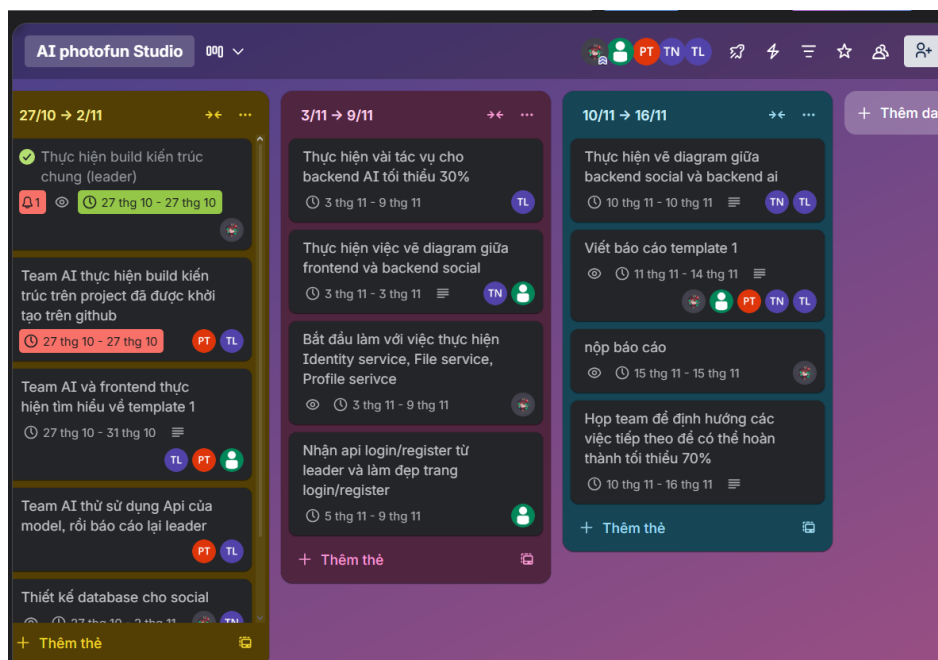 AI photofun Studio
PT TN TL
27/10 → 2/11
Thực hiện build kiến trúc
chung (leader)
1
27 thg 10 - 27 thg 10
Team AI thực hiện build kiến
trúc trên project đã được khởi
tạo trên github
27 thg 10 - 27 thg 10
PT TL
Team AI và frontend thực
hiện tìm hiểu về template 1
27 thg 10 - 31 thg 10
TL PT
Team AI thử sử dụng Api của
model, rồi báo cáo lại leader
PT TL
Thiết kế database cho social
27 thg 10 - 2 thg 11
TN
+ Thêm thẻ
3/11 → 9/11
Thực hiện vài tác vụ cho
backend AI tối thiểu 30%
3 thg 11 - 9 thg 11
TL
Thực hiện việc vẽ diagram giữa
frontend và backend social
3 thg 11 - 3 thg 11
TN
Bắt đầu làm với việc thực hiện
Identity service, File service,
Profile serivce
3 thg 11 - 9 thg 11
Nhận api login/register từ
leader và làm đẹp trang
login/register
5 thg 11 - 9 thg 11
+ Thêm thẻ
10/11 → 16/11
Thực hiện vẽ diagram giữa
backend social và backend ai
10 thg 11 - 10 thg 11
TN TL
Viết báo cáo template 1
11 thg 11 - 14 thg 11
PT TN TL
nộp báo cáo
15 thg 11 - 15 thg 11
Họp team để định hướng các
việc tiếp theo để có thể hoàn
thành tối thiểu 70%
10 thg 11 - 16 thg 11
+ Thêm thẻ
+ Thêm da